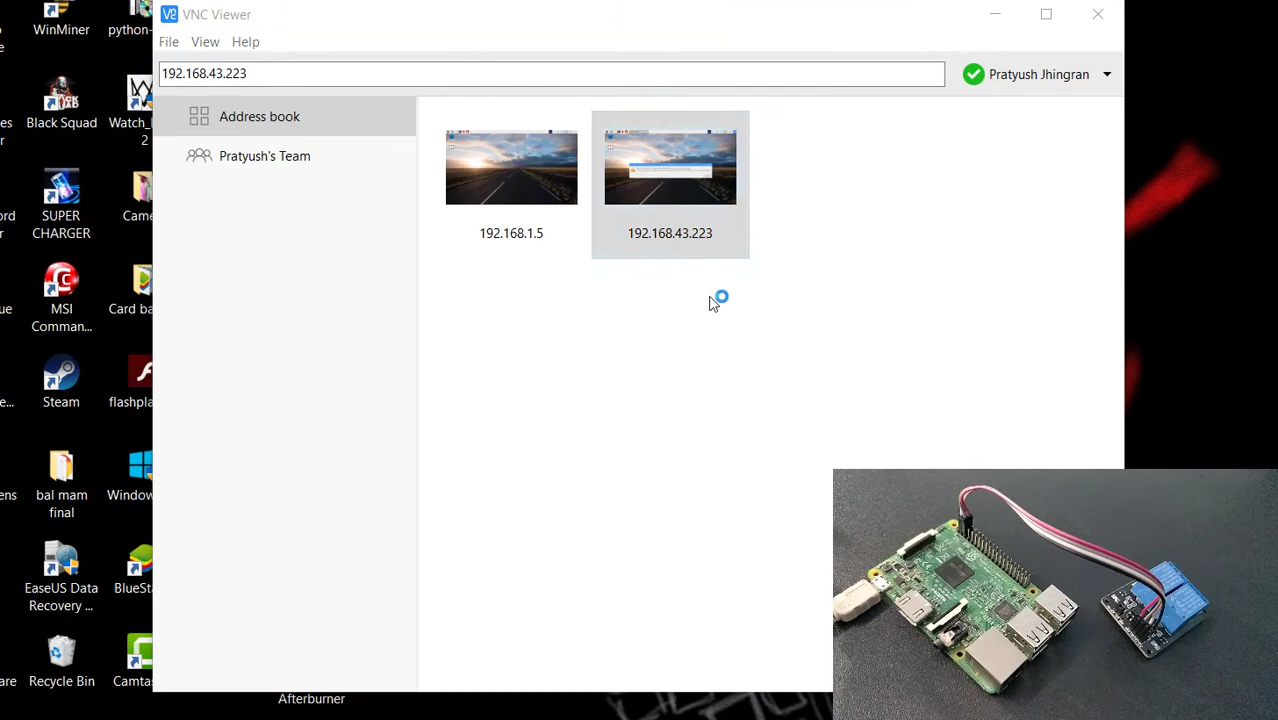 VNC Viewer
File View Help
192.168.43.223
Pratyush Jhingran
Address book
Pratyush's Team
192.168.1.5
192.168.43.223
WinMiner
python-
Black Squad
Watch_
2
SUPER
CHARGER
Came
MSI
Comman...
Card ba
Steam
flashpla
bal mam
final
Window
EaseUS Data
Recovery ...
BlueSta
Recycle Bin
Camta
Afterburner